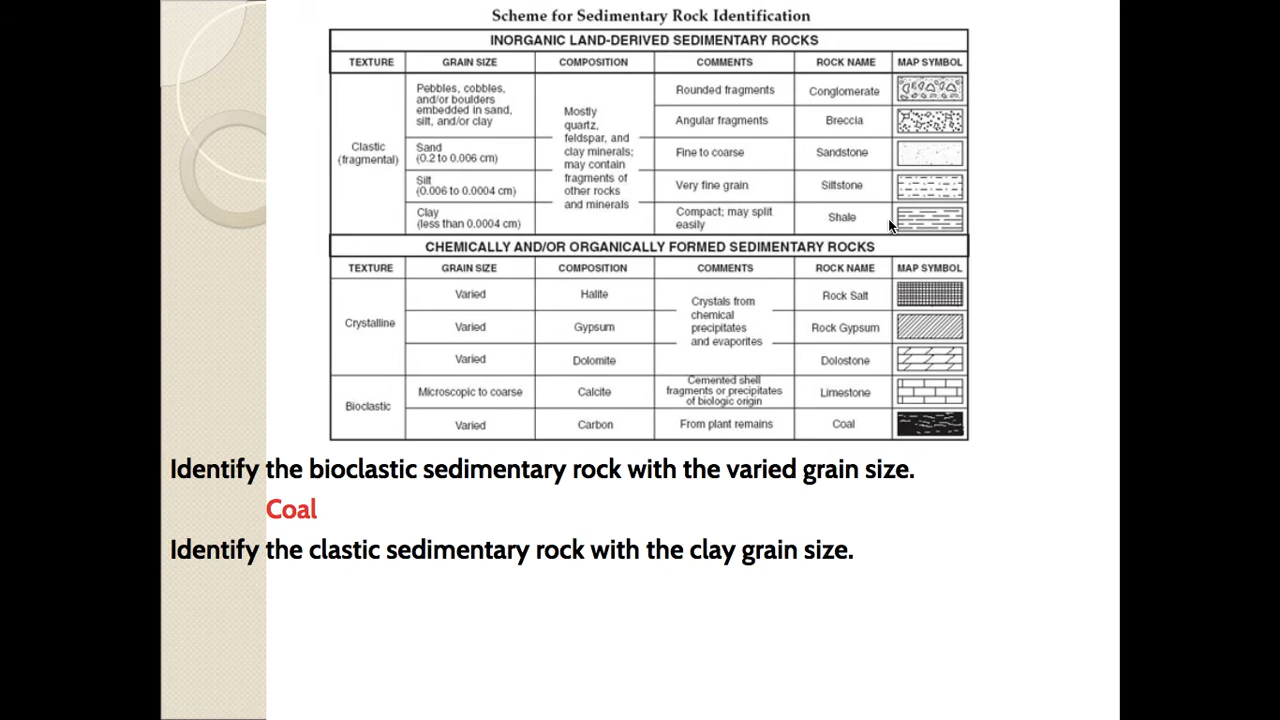 Scheme for Sedimentary Rock Identification
INORGANIC LAND-DERIVED SEDIMENTARY ROCKS
TEXTURE GRAIN SIZE COMPOSITION COMMENTS ROCK NAME MAP SYMBOL
Clastic
(fragmental)
Pebbles, cobbles,
and/or boulders
embedded in sand,
silt, and/or clay
Mostly
quartz,
feldspar, and
clay minerals;
may contain
fragments of
other rocks
and minerals
Rounded fragments
Conglomerate
Angular fragments
Breccia
Sand
(0.2 to 0.006 cm)
Fine to coarse
Sandstone
Silt
(0.006 to 0.0004 cm)
Very fine grain
Siltstone
Clay
(less than 0.0004 cm)
Compact; may split
easily
Shale
CHEMICALLY AND/OR ORGANICALLY FORMED SEDIMENTARY ROCKS
TEXTURE GRAIN SIZE COMPOSITION COMMENTS ROCK NAME MAP SYMBOL
Crystalline
Varied
Halite
Crystals from
chemical
precipitates
and evaporites
Rock Salt
Varied
Gypsum
Rock Gypsum
Varied
Dolomite
Dolostone
Bioclastic
Microscopic to coarse
Calcite
Cemented shell
fragments or precipitates
of biologic origin
Limestone
Varied
Carbon
From plant remains
Coal
Identify the bioclastic sedimentary rock with the varied grain size.
Coal
Identify the clastic sedimentary rock with the clay grain size.